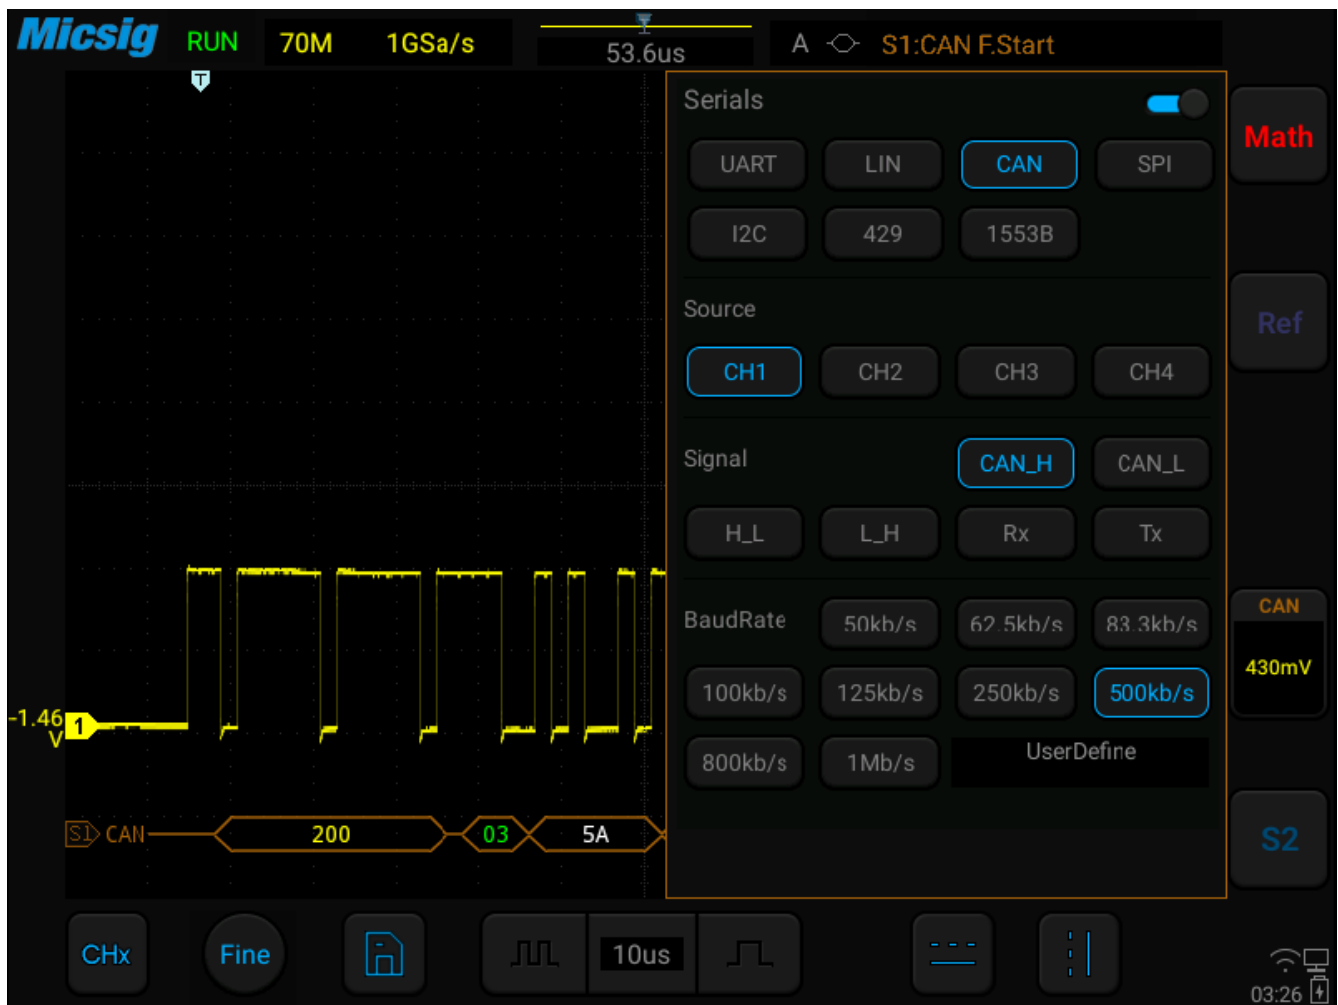 Micsig RUN 70M 1GSa/s 53.6us A S1:CAN F.Start
T
Serials
UART LIN CAN SPI
I2C 429 1553B
Source
CH1 CH2 CH3 CH4
Signal CAN_H CAN_L
H_L L_H Rx Tx
BaudRate 50kb/s 62.5kb/s 83.3kb/s
100kb/s 125kb/s 250kb/s 500kb/s
800kb/s 1Mb/s UserDefine
Math
Ref
CAN
430mV
S2
-1.46
V
1
S1 CAN 200 03 5A
CHx Fine 10us
03:26